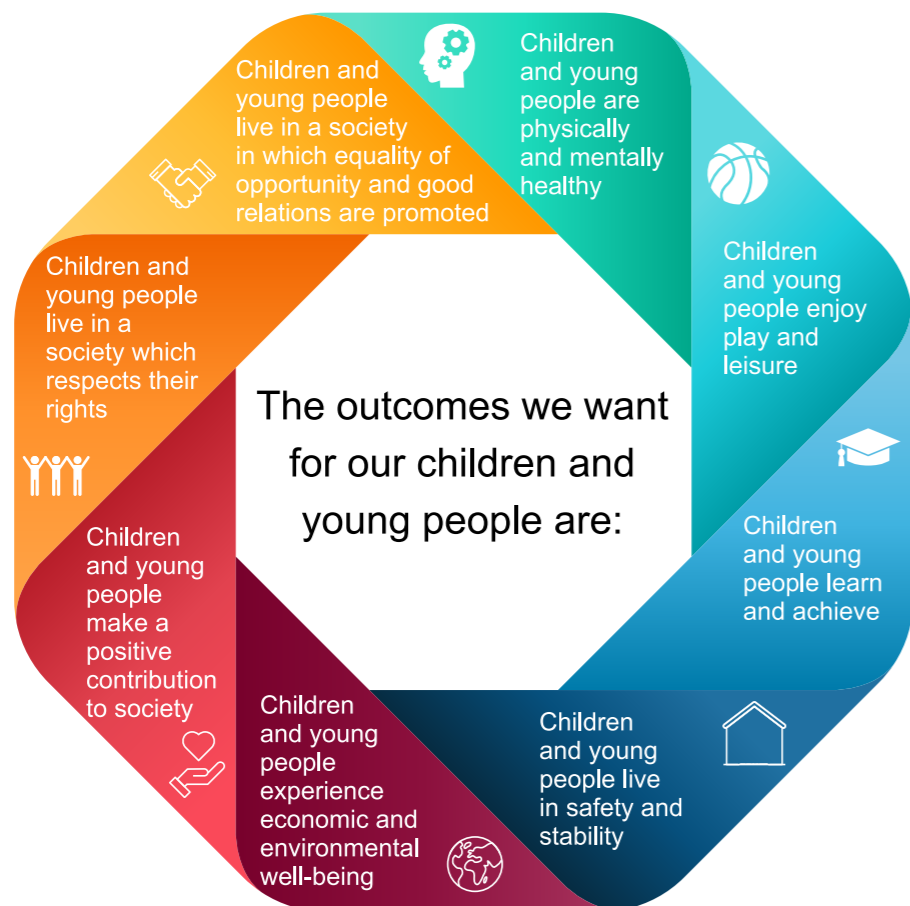 The outcomes we want
for our children and
young people are:
Children
and young
people are
physically
and mentally
healthy
Children
and young
people enjoy
play and
leisure
Children
and young
people learn
and achieve
Children
and young
people live
in safety and
stability
Children
and young
people
experience
economic and
environmental
well-being
Children
and young
people
make a
positive
contribution
to society
Children and
young people
live in a
society which
respects their
rights
Children and
young people
live in a society
in which equality of
opportunity and good
relations are promoted